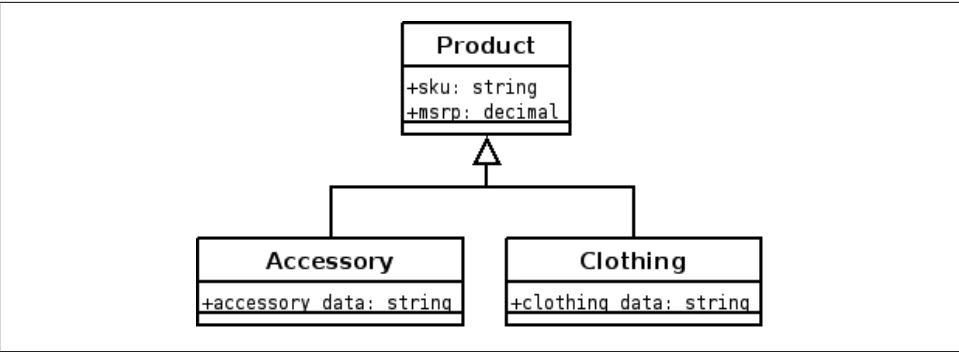 Product
+sku: string
+msrp: decimal
Accessory
+accessory_data: string
Clothing
+clothing_data: string